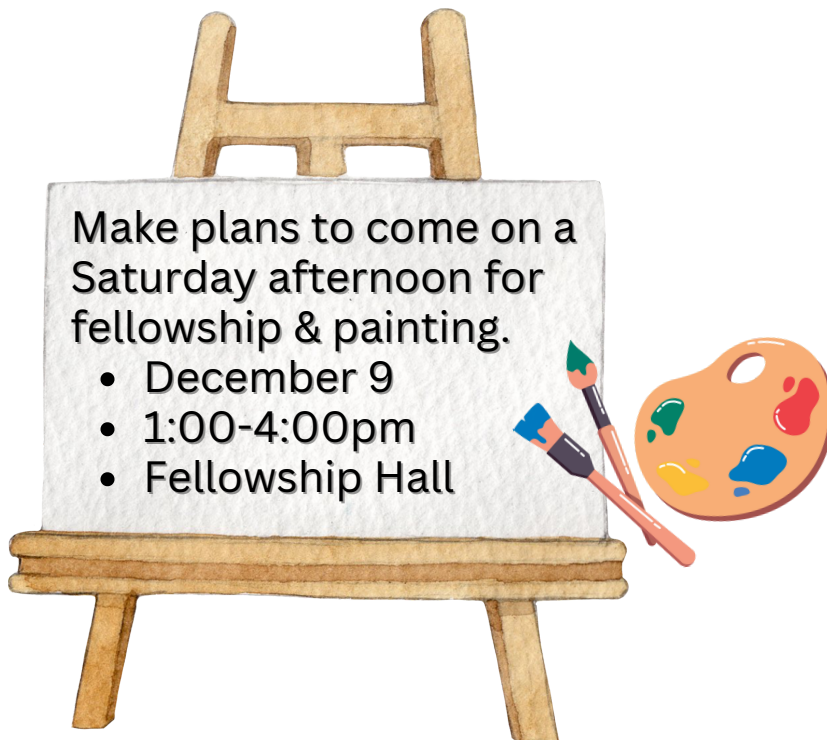 Make plans to come on a
Saturday afternoon for
fellowship & painting.
• December 9
• 1:00-4:00pm
• Fellowship Hall